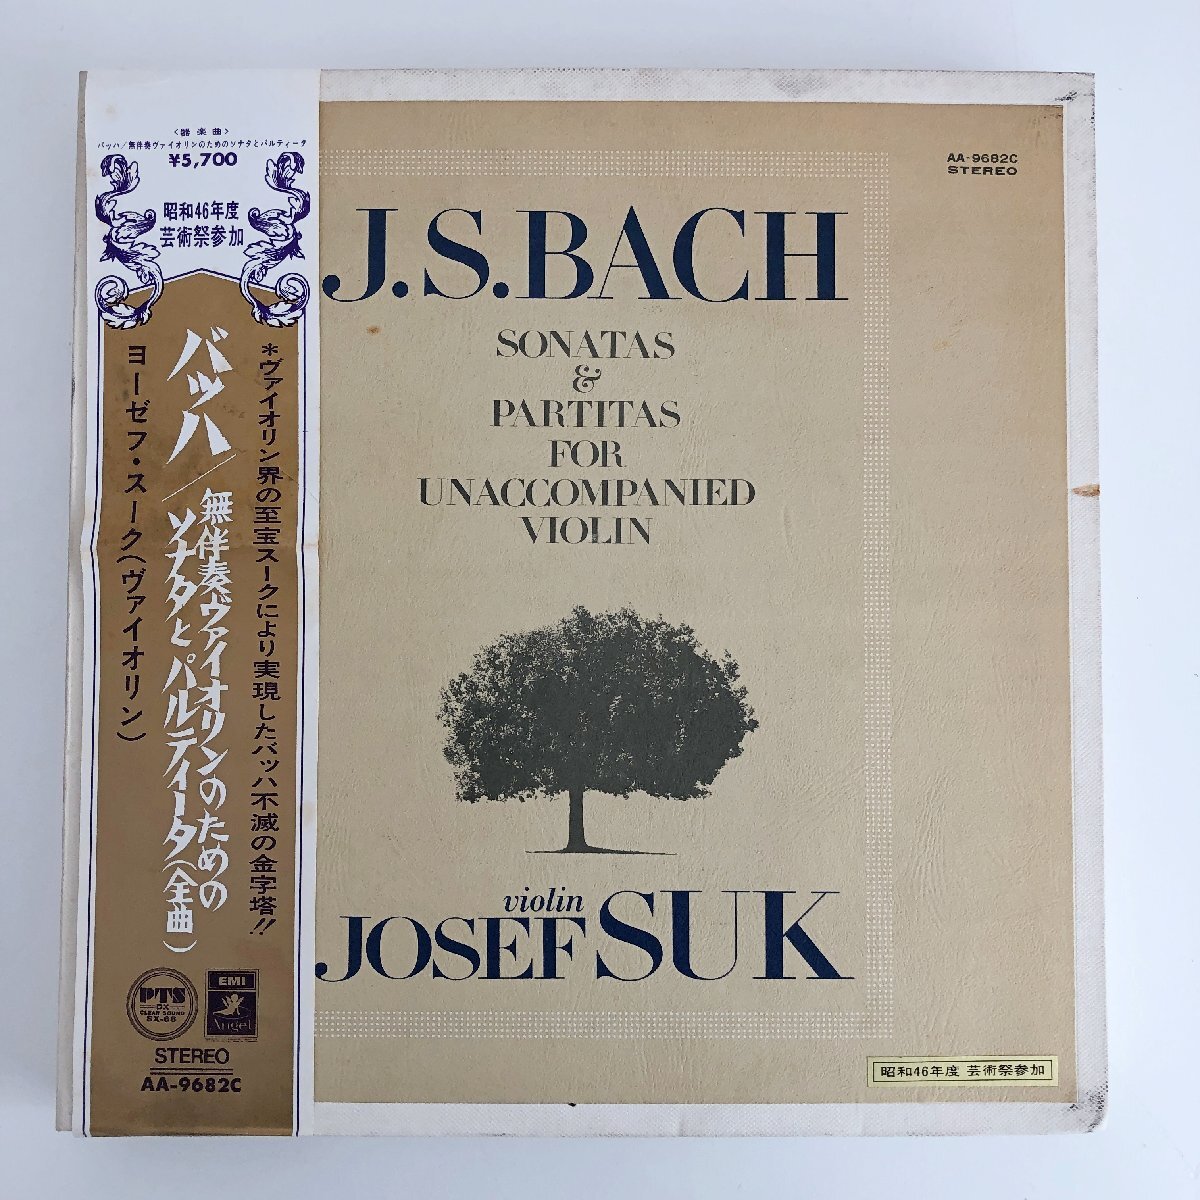 〈器楽曲〉
バッハ／無伴奏ヴァイオリンのためのソナタとパルティータ
¥5,700
昭和46年度
芸術祭参加
*ヴァイオリン界の至宝スークにより実現したバッハ不滅の金字塔!!
バッハ／無伴奏ヴァイオリンのための
ソナタとパルティータ(全曲)
ヨーゼフ・スーク(ヴァイオリン)
PTS
DX
CLEAR SOUND
SX-68
EMI
Angel
STEREO
AA-9682C
AA-9682C
STEREO
J.S.BACH
SONATAS
&
PARTITAS
FOR
UNACCOMPANIED
VIOLIN
violin
JOSEF SUK
昭和46年度 芸術祭参加